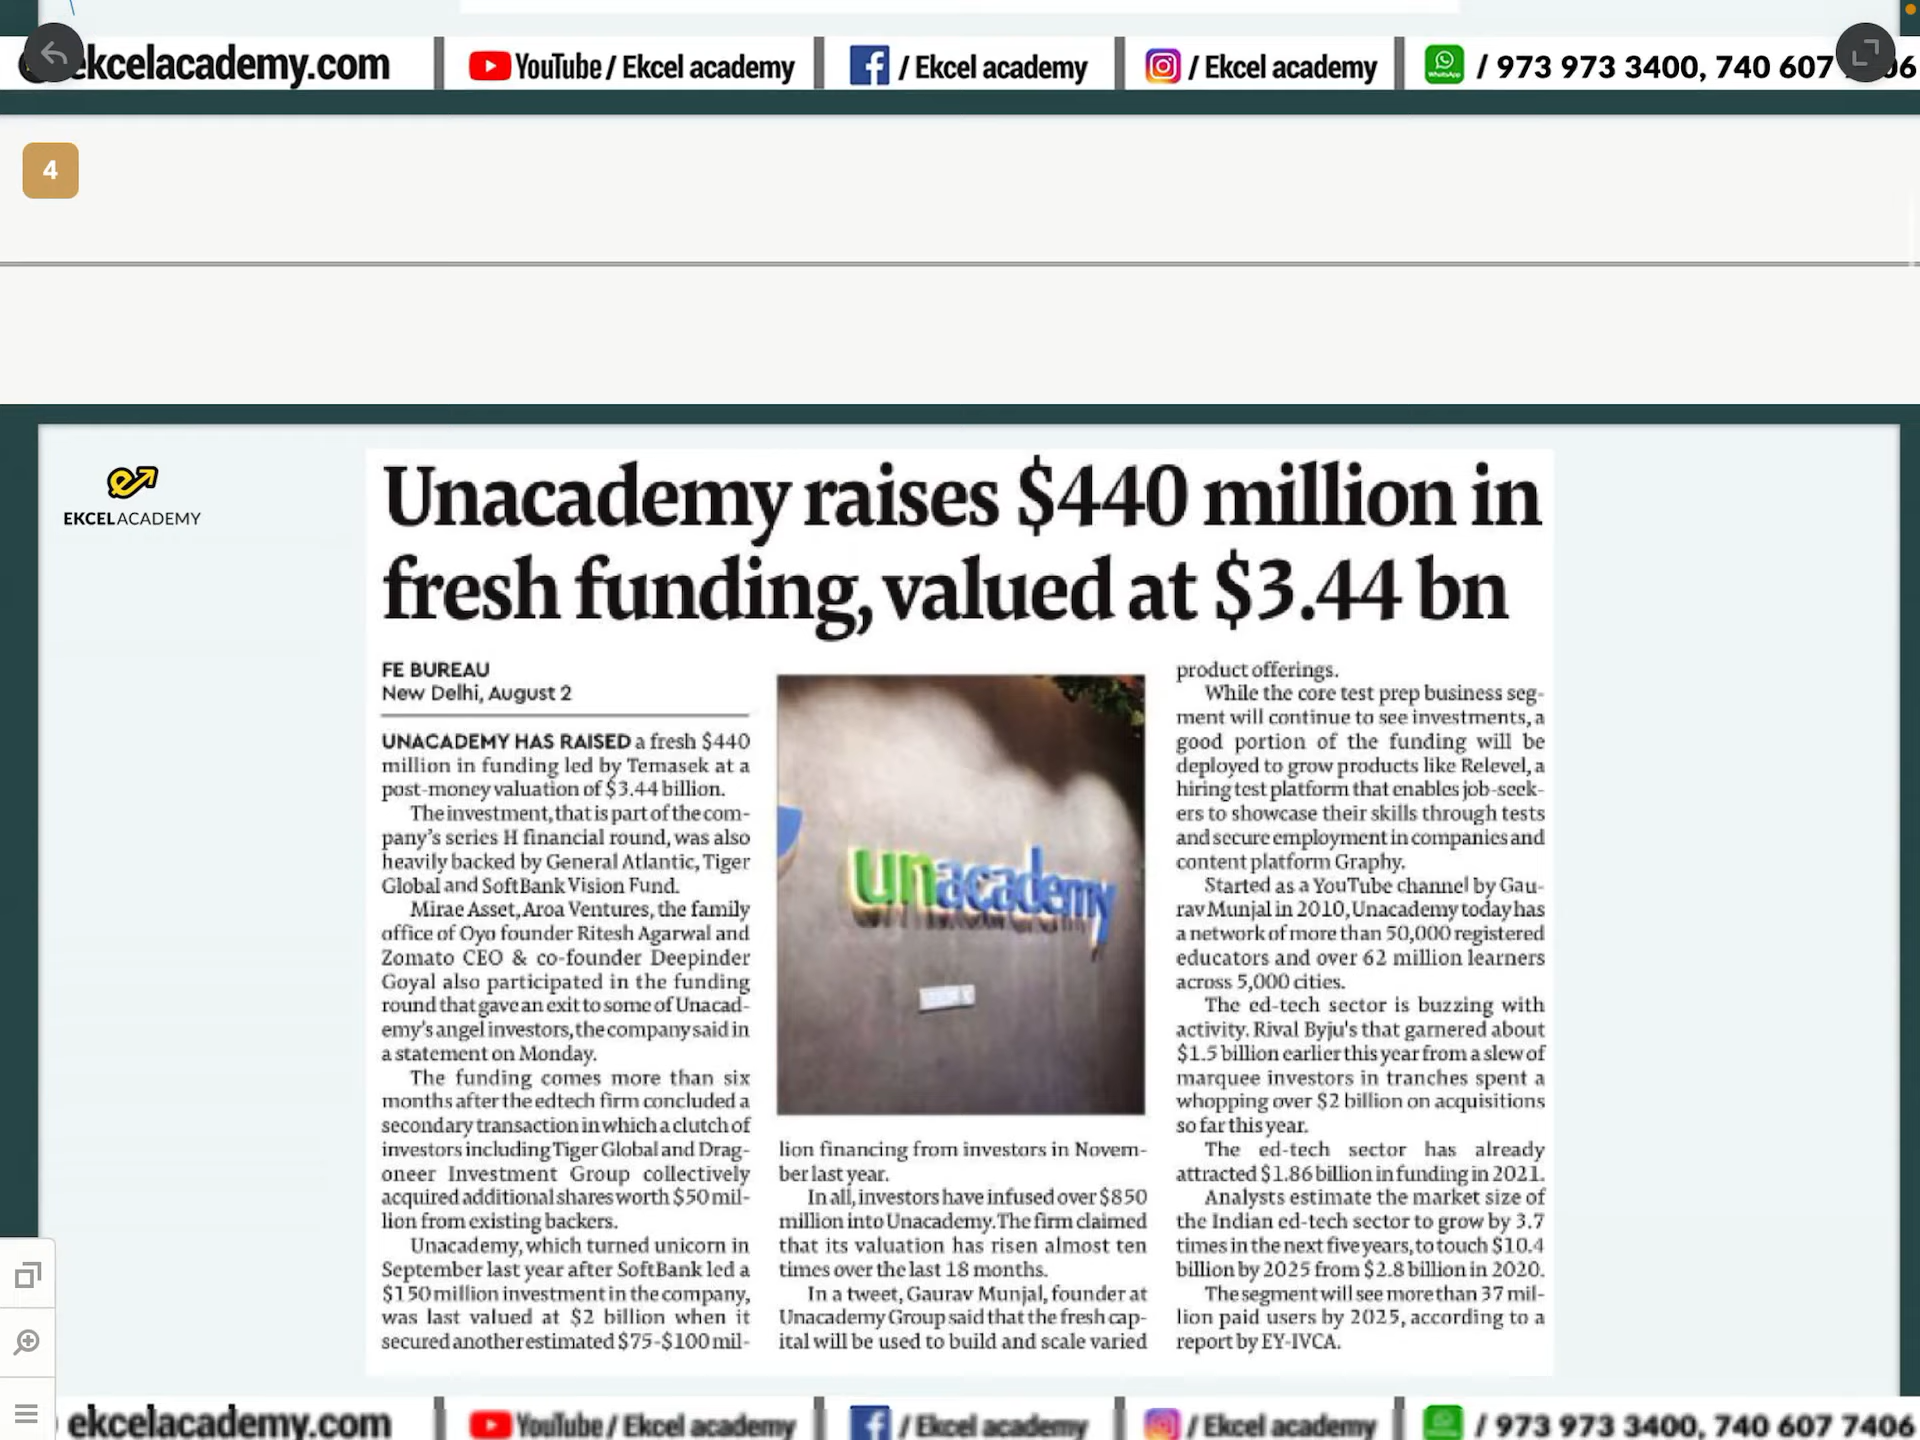 ekcelacademy.com
YouTube / Ekcel academy
/ Ekcel academy
/ Ekcel academy
WhatsApp
/ 973 973 3400, 740 607 06
4
EKCELACADEMY
Unacademy raises $440 million in
fresh funding, valued at $3.44 bn
FE BUREAU
New Delhi, August 2
UNACADEMY HAS RAISED a fresh $440
million in funding led by Temasek at a
post-money valuation of $3.44 billion.
The investment, that is part of the com-
pany's series H financial round, was also
heavily backed by General Atlantic, Tiger
Global and SoftBank Vision Fund.
Mirae Asset, Aroa Ventures, the family
office of Oyo founder Ritesh Agarwal and
Zomato CEO & co-founder Deepinder
Goyal also participated in the funding
round that gave an exit to some of Unacad-
emy's angel investors, the company said in
a statement on Monday.
The funding comes more than six
months after the edtech firm concluded a
secondary transaction in which a clutch of
investors including Tiger Global and Drag-
oneer Investment Group collectively
acquired additional shares worth $50 mil-
lion from existing backers.
Unacademy, which turned unicorn in
September last year after SoftBank led a
$150 million investment in the company,
was last valued at $2 billion when it
secured another estimated $75-$100 mil-
unacademy
lion financing from investors in Novem-
ber last year.
In all, investors have infused over $850
million into Unacademy. The firm claimed
that its valuation has risen almost ten
times over the last 18 months.
In a tweet, Gaurav Munjal, founder at
Unacademy Group said that the fresh cap-
ital will be used to build and scale varied
product offerings.
While the core test prep business seg-
ment will continue to see investments, a
good portion of the funding will be
deployed to grow products like Relevel, a
hiring test platform that enables job-seek-
ers to showcase their skills through tests
and secure employment in companies and
content platform Graphy.
Started as a YouTube channel by Gau-
rav Munjal in 2010, Unacademy today has
a network of more than 50,000 registered
educators and over 62 million learners
across 5,000 cities.
The ed-tech sector is buzzing with
activity. Rival Byju's that garnered about
$1.5 billion earlier this year from a slew of
marquee investors in tranches spent a
whopping over $2 billion on acquisitions
so far this year.
The ed-tech sector has already
attracted $1.86 billion in funding in 2021.
Analysts estimate the market size of
the Indian ed-tech sector to grow by 3.7
times in the next five years, to touch $10.4
billion by 2025 from $2.8 billion in 2020.
The segment will see more than 37 mil-
lion paid users by 2025, according to a
report by EY-IVCA.
ekcelacademy.com
YouTube / Ekcel academy
/ Ekcel academy
/ Ekcel academy
/ 973 973 3400, 740 607 7406